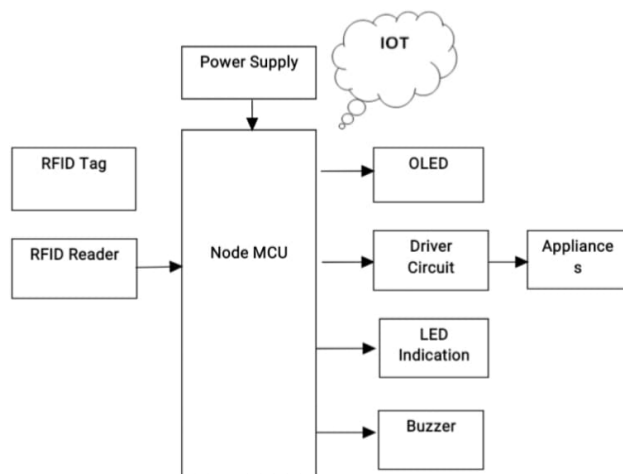 IOT
Power Supply
RFID Tag
OLED
RFID Reader
Node MCU
Driver
Circuit
Appliance
s
LED
Indication
Buzzer